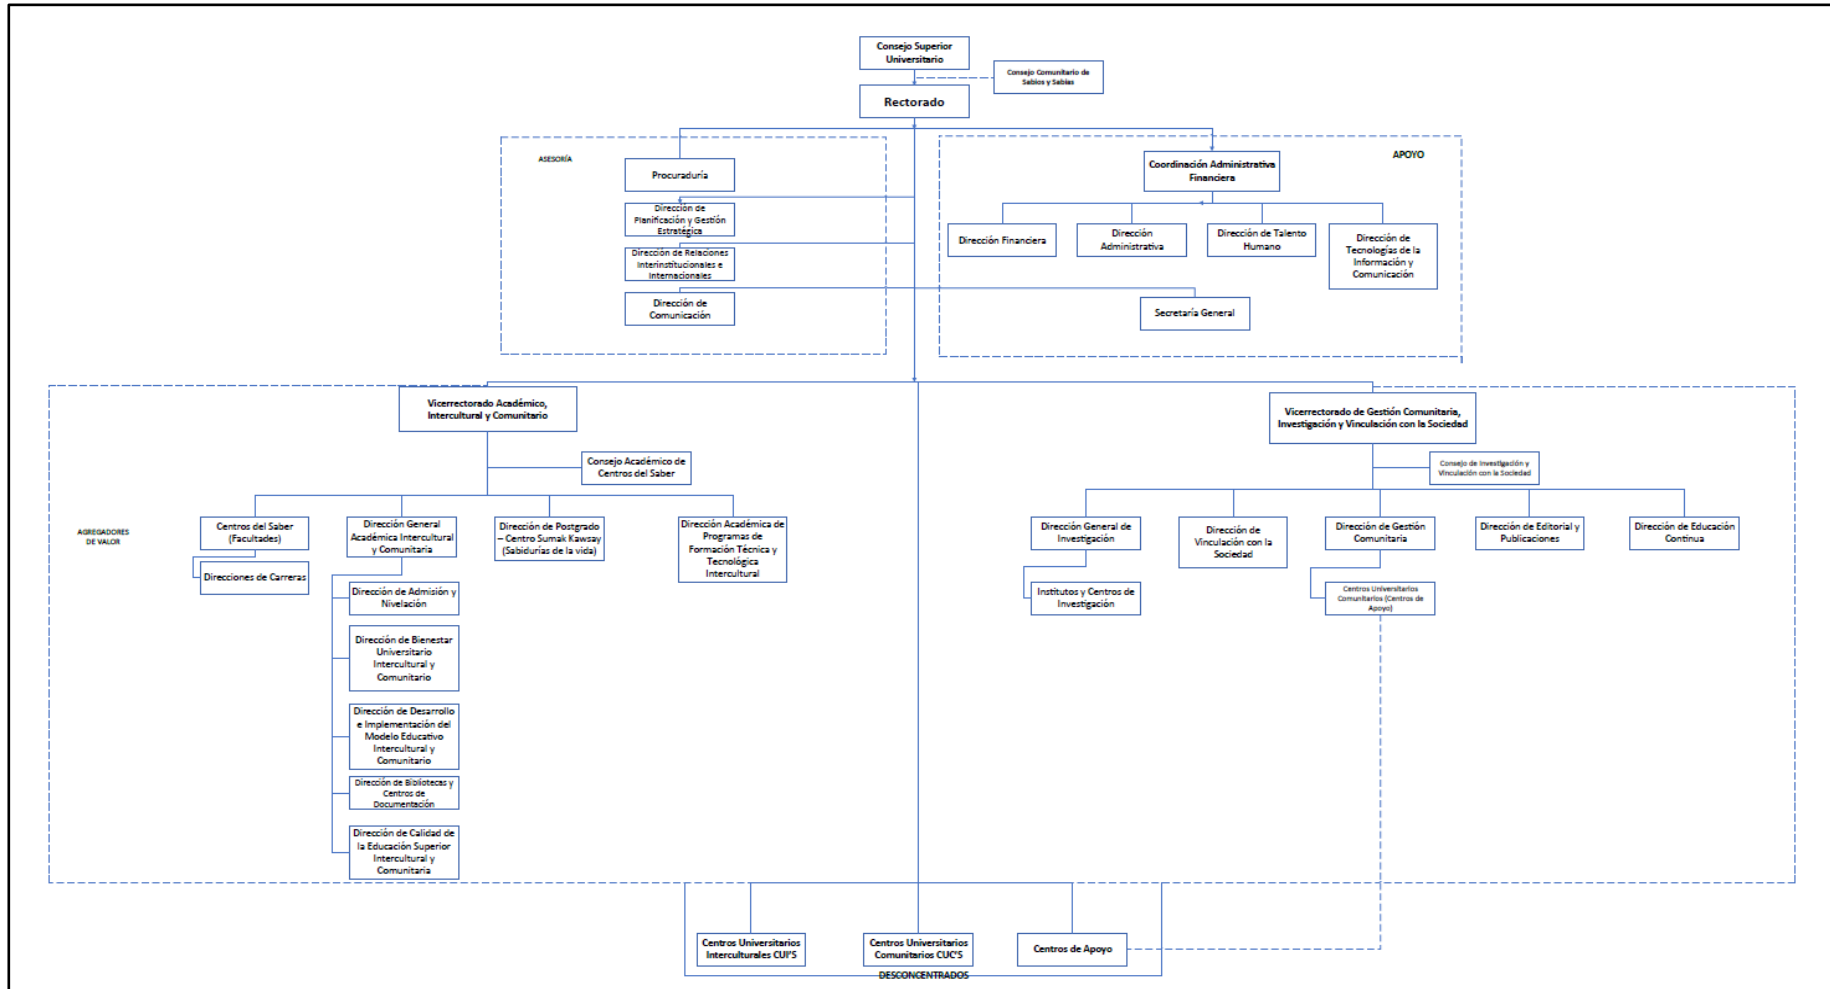 Consejo Superior
Universitario
Consejo Comunitario de
Sabios y Sabias
Rectorado
ASESORÍA
Procuraduría
Dirección de
Planificación y Gestión
Estratégica
Dirección de Relaciones
Interinstitucionales e
Internacionales
Dirección de
Comunicación
APOYO
Coordinación Administrativa
Financiera
Dirección Financiera
Dirección
Administrativa
Dirección de Talento
Humano
Dirección de
Tecnologías de la
Información y
Comunicación
Secretaría General
AGREGADORES
DE VALOR
Vicerrectorado Académico,
Intercultural y Comunitario
Consejo Académico de
Centros del Saber
Centros del Saber
(Facultades)
Direcciones de Carreras
Dirección General
Académica Intercultural
y Comunitaria
Dirección de Admisión y
Nivelación
Dirección de Bienestar
Universitario
Intercultural y
Comunitario
Dirección de Desarrollo
e Implementación del
Modelo Educativo
Intercultural y
Comunitario
Dirección de Bibliotecas y
Centros de
Documentación
Dirección de Calidad de
la Educación Superior
Intercultural y
Comunitaria
Dirección de Postgrado
– Centro Sumak Kawsay
(Sabidurías de la vida)
Dirección Académica de
Programas de
Formación Técnica y
Tecnológica
Intercultural
Vicerrectorado de Gestión Comunitaria,
Investigación y Vinculación con la Sociedad
Consejo de Investigación y
Vinculación con la Sociedad
Dirección General de
Investigación
Institutos y Centros de
Investigación
Dirección de
Vinculación con la
Sociedad
Dirección de Gestión
Comunitaria
Centros Universitarios
Comunitarios (Centros de
Apoyo)
Dirección de Editorial y
Publicaciones
Dirección de Educación
Continua
Centros Universitarios
Interculturales CUI'S
Centros Universitarios
Comunitarios CUC'S
Centros de Apoyo
DESCONCENTRADOS